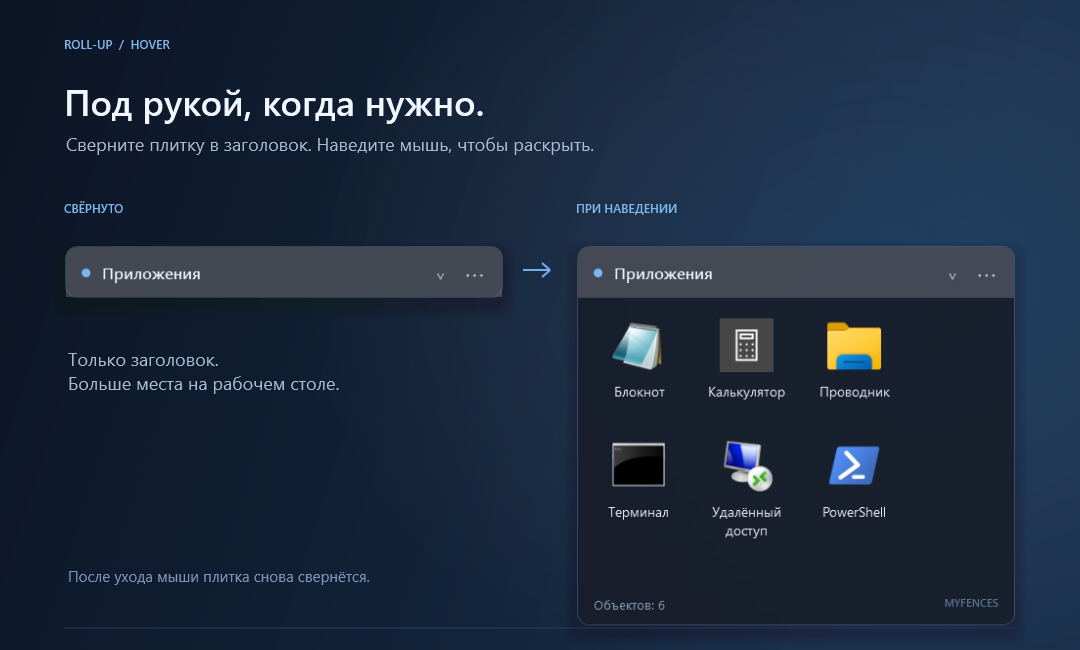 ROLL-UP / HOVER
Под рукой, когда нужно.
Сверните плитку в заголовок. Наведите мышь, чтобы раскрыть.
СВЁРНУТО
ПРИ НАВЕДЕНИИ
Приложения v ...
Приложения v ...
Только заголовок.
Больше места на рабочем столе.
Блокнот Калькулятор Проводник
Терминал Удалённый доступ PowerShell
После ухода мыши плитка снова свернётся.
Объектов: 6
MYFENCES